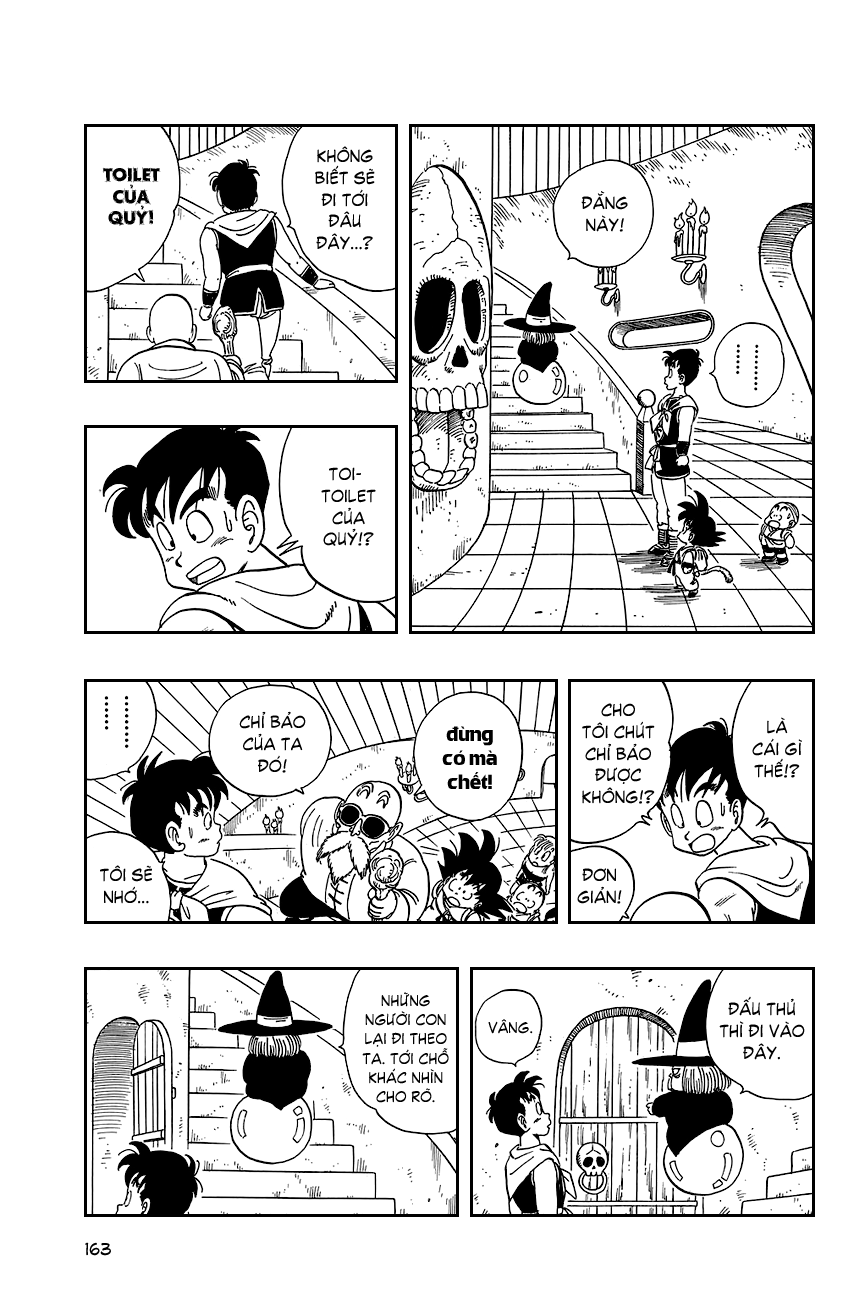 ĐẰNG
NÀY!
KHÔNG
BIẾT SẼ
ĐI TỚI
ĐÂU
ĐÂY...?
TOILET
CỦA
QUỶ!
TOI-
TOILET
CỦA
QUỶ!?
LÀ
CÁI GÌ
THẾ!?
CHO
TÔI CHÚT
CHỈ BẢO
ĐƯỢC
KHÔNG!?
ĐƠN
GIẢN!
đừng
có mà
chết!
CHỈ BẢO
CỦA TA
ĐÓ!
TÔI SẼ
NHỚ...
ĐẤU THỦ
THÌ ĐI VÀO
ĐÂY.
VÂNG.
NHỮNG
NGƯỜI CON
LẠI ĐI THEO
TA. TỚI CHỖ
KHÁC NHÌN
CHO RÕ.
163